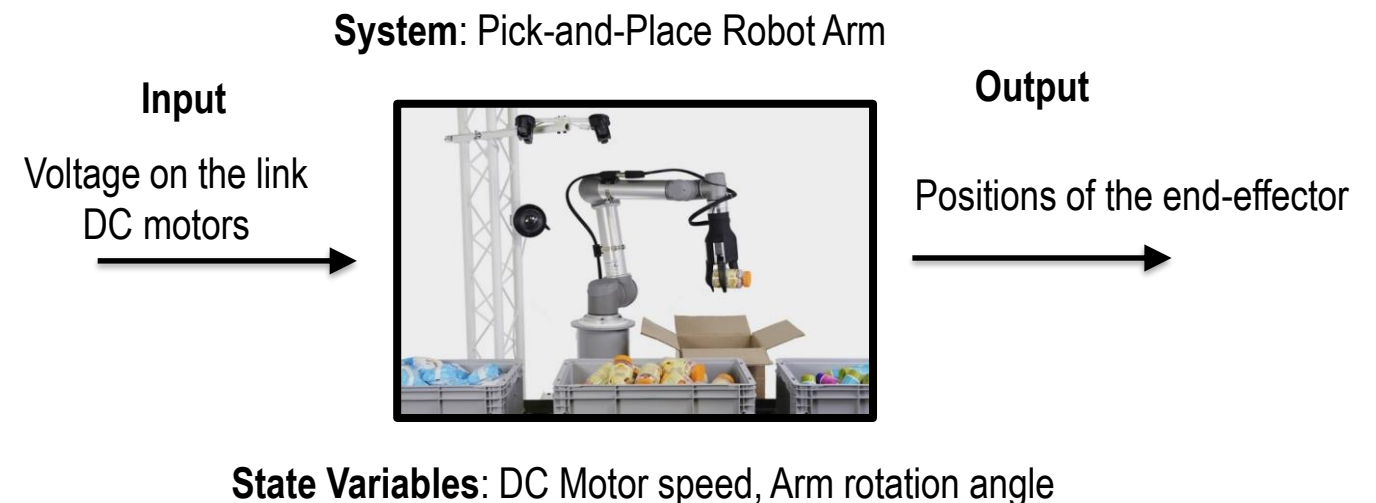 System: Pick-and-Place Robot Arm
Input
Output
Voltage on the link
DC motors
Positions of the end-effector
State Variables: DC Motor speed, Arm rotation angle